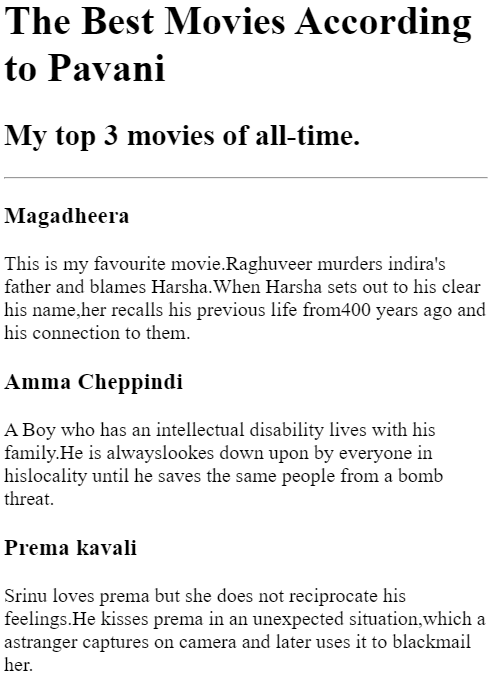 The Best Movies According
to Pavani
My top 3 movies of all-time.
Magadheera
This is my favourite movie.Raghuveer murders indira's
father and blames Harsha.When Harsha sets out to his clear
his name,her recalls his previous life from400 years ago and
his connection to them.
Amma Cheppindi
A Boy who has an intellectual disability lives with his
family.He is alwayslookes down upon by everyone in
hislocality until he saves the same people from a bomb
threat.
Prema kavali
Srinu loves prema but she does not reciprocate his
feelings.He kisses prema in an unexpected situation,which a
astranger captures on camera and later uses it to blackmail
her.